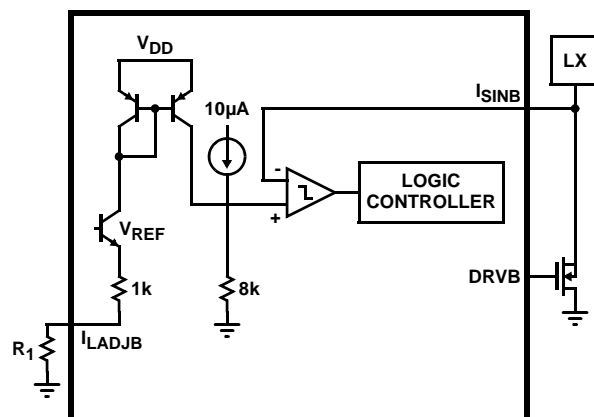 VDD
LX
ISINB
10µA
-
LOGIC
CONTROLLER
+
VREF
DRVB
1k
8k
ILADJB
R1